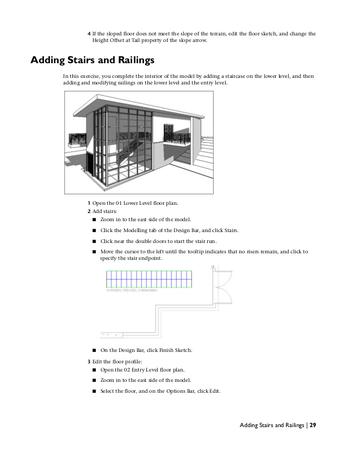 4 If the sloped floor does not meet the slope of the terrain, edit the floor sketch, and change the
Height Offset at Tail property of the slope arrow.
Adding Stairs and Railings
In this exercise, you complete the interior of the model by adding a staircase on the lower level, and then
adding and modifying railings on the lower level and the entry level.
1 Open the 01 Lower Level floor plan.
2 Add stairs:
■ Zoom in to the east side of the model.
■ Click the Modelling tab of the Design Bar, and click Stairs.
■ Click near the double doors to start the stair run.
■ Move the cursor to the left until the tooltip indicates that no risers remain, and click to
specify the stair endpoint.
■ On the Design Bar, click Finish Sketch.
3 Edit the floor profile:
■ Open the 02 Entry Level floor plan.
■ Zoom in to the east side of the model.
■ Select the floor, and on the Options Bar, click Edit.
Adding Stairs and Railings | 29